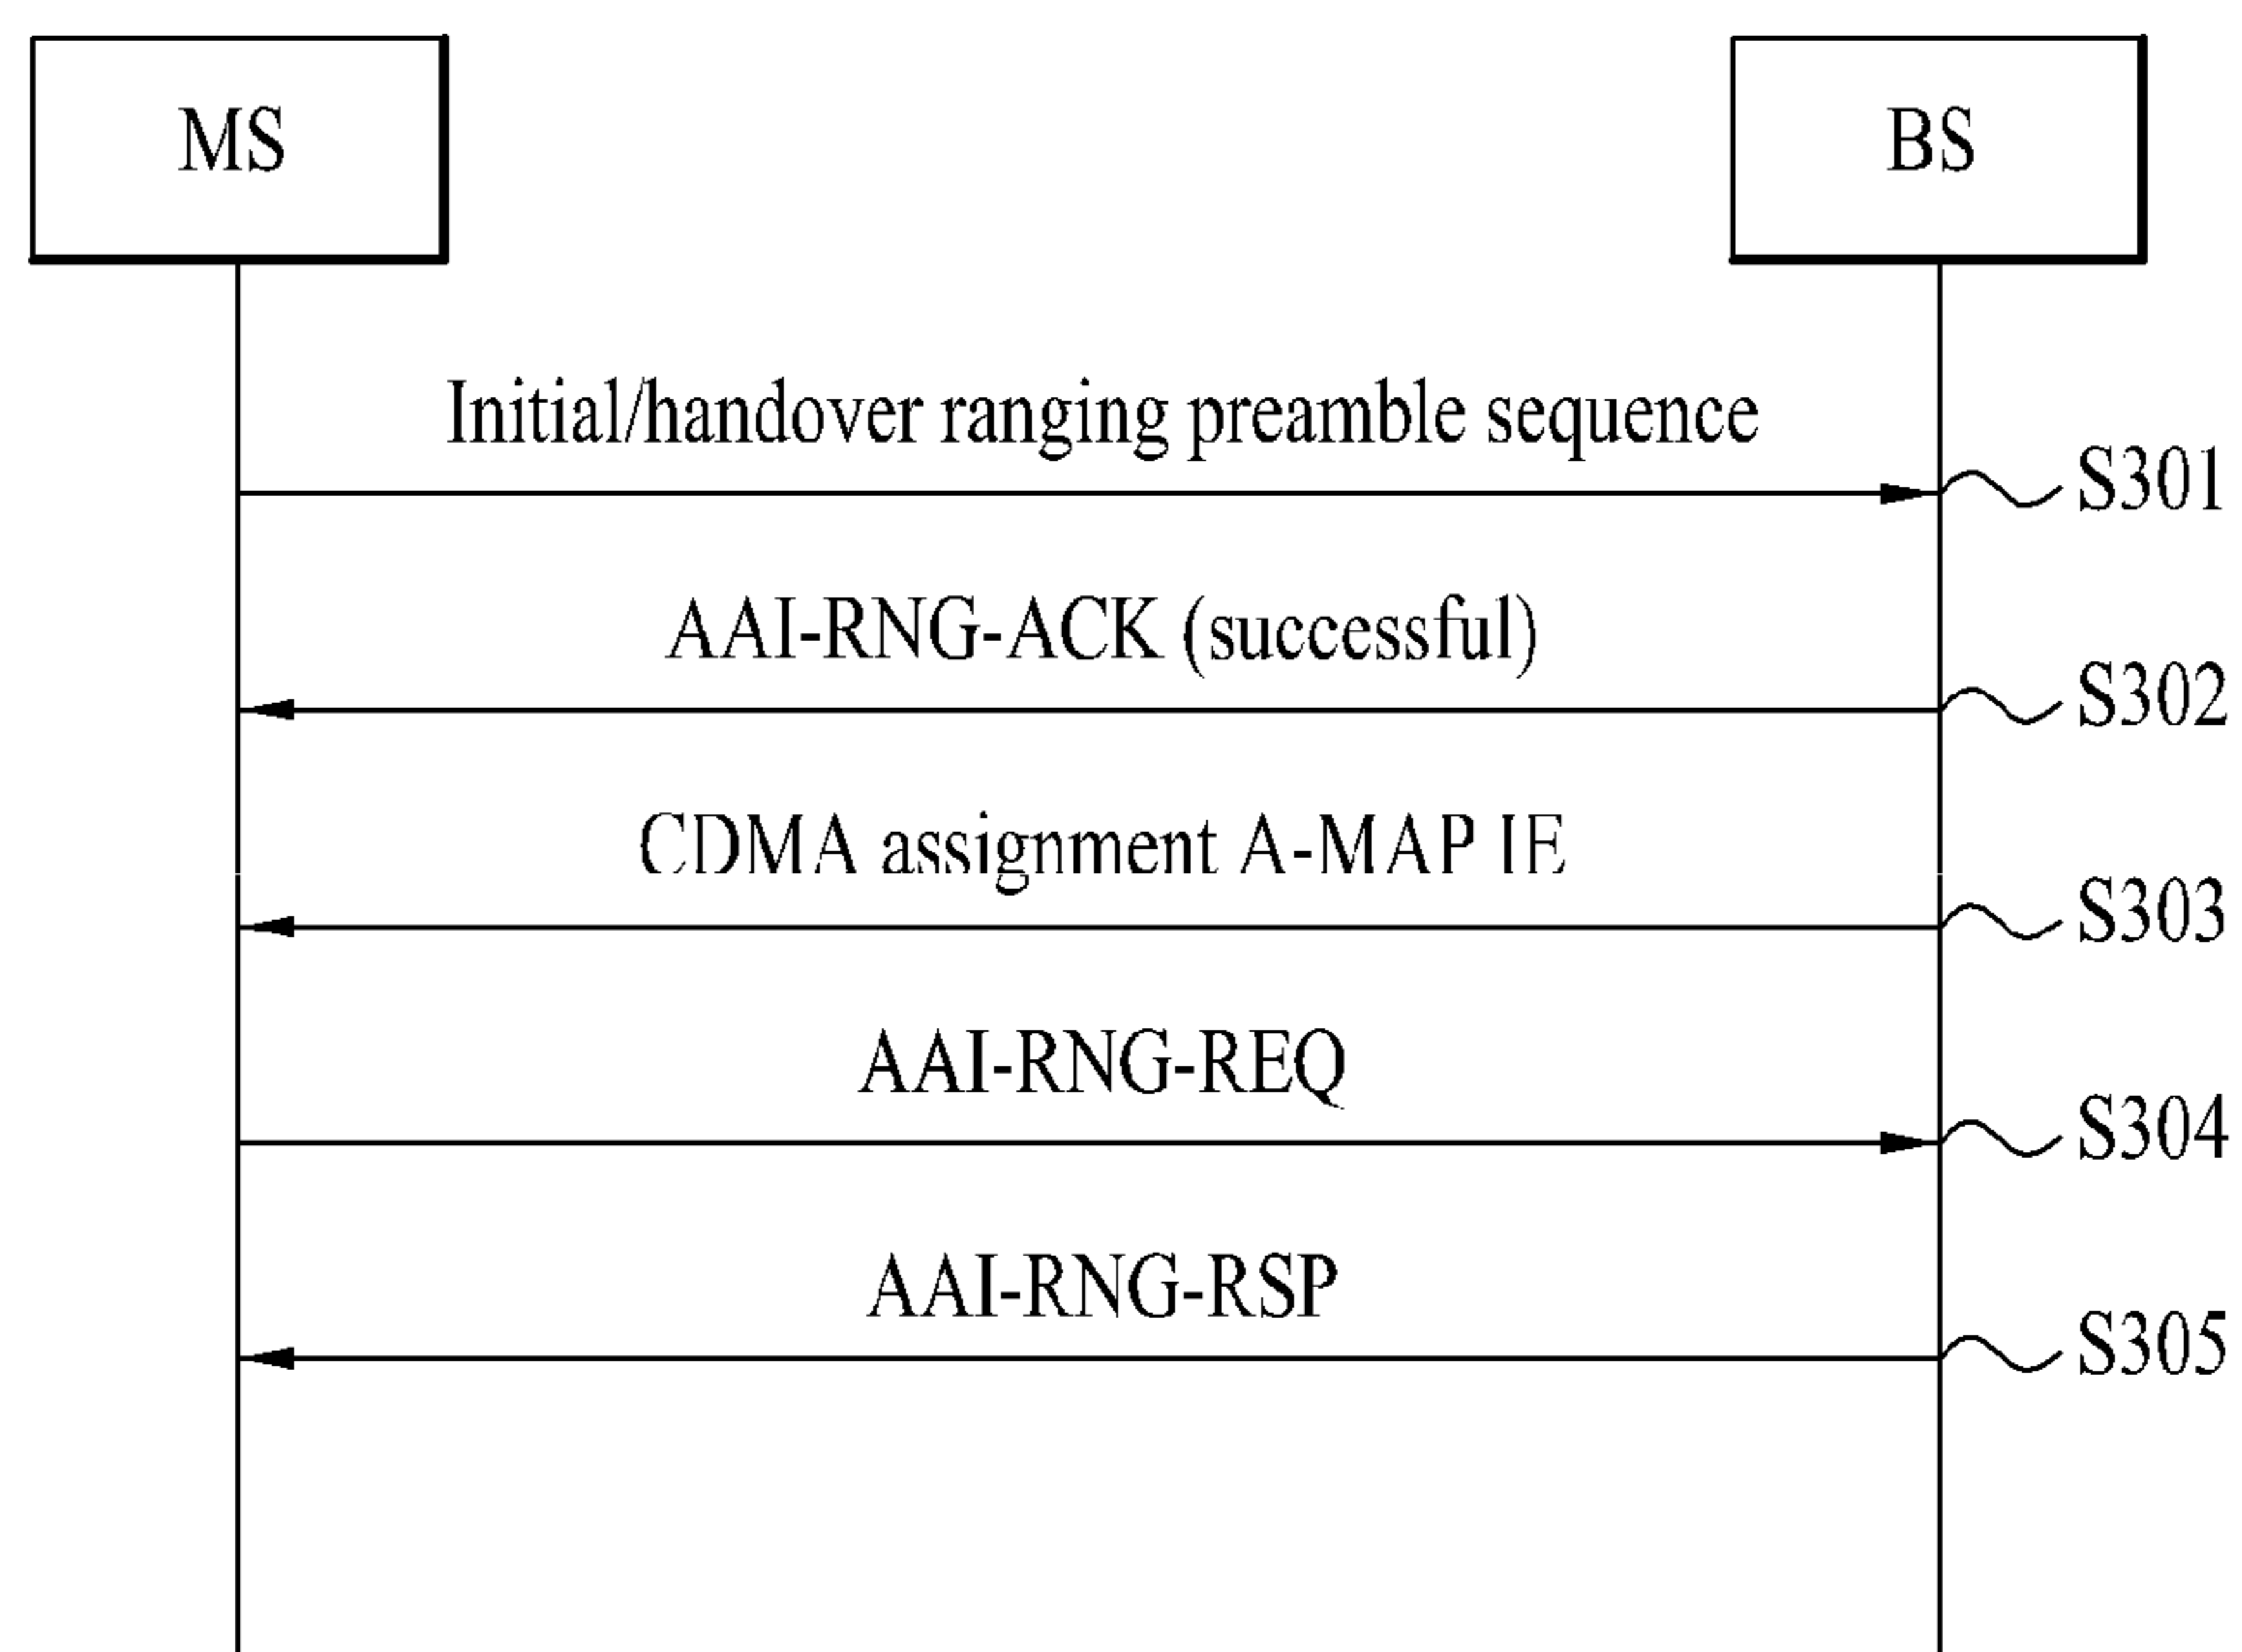 MS
BS
Initial/handover ranging preamble sequence
S301
AAI-RNG-ACK (successful)
S302
CDMA assignment A-MAP IE
S303
AAI-RNG-REQ
S304
AAI-RNG-RSP
S305